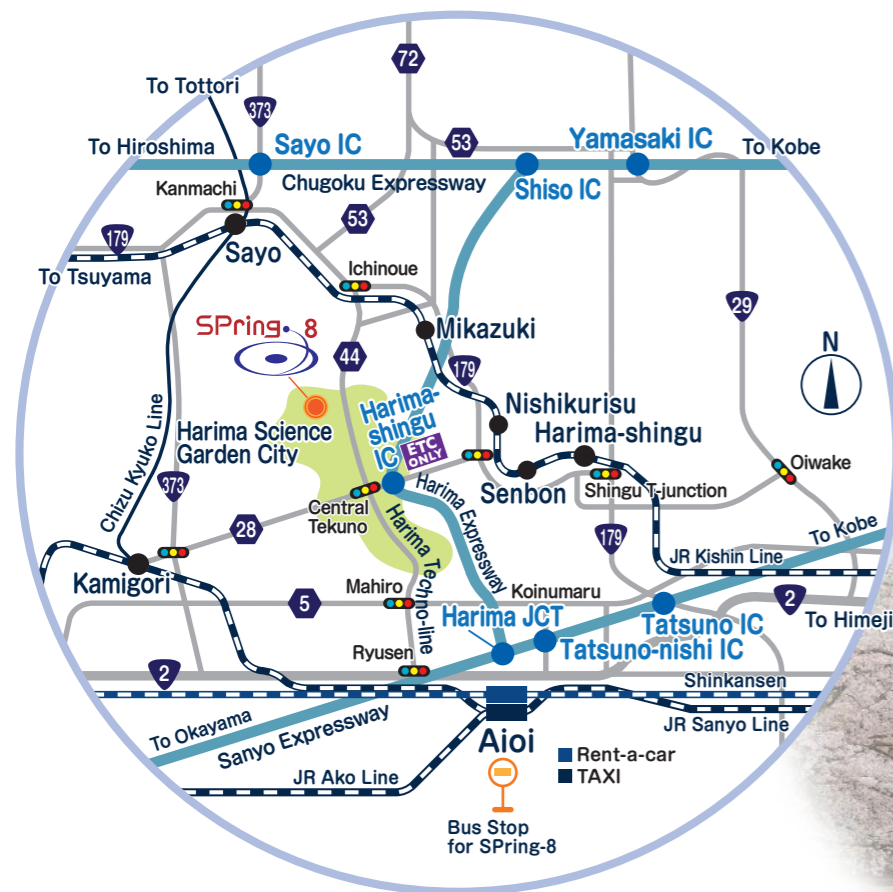 72
To Tottori
373
53
Yamasaki IC
To Hiroshima
Sayo IC
To Kobe
Chugoku Expressway
Shiso IC
Kanmachi
53
179
Sayo
To Tsuyama
Ichinoue
29
SPring-8
Mikazuki
N
44
179
Harima-
shingu
IC
ETC
ONLY
Nishikurisu
Harima Science
Garden City
Harima-shingu
Oiwake
Chizu Kyuko Line
373
Senbon
Shingu T-junction
Central
Tekuno
Harima Expressway
28
179
To Kobe
Harima Techno-line
JR Kishin Line
Kamigori
Mahiro
Koinumaru
5
2
Harima JCT
Tatsuno IC
To Himeji
Tatsuno-nishi IC
Ryusen
2
Shinkansen
To Okayama
Sanyo Expressway
JR Sanyo Line
Aioi
Rent-a-car
TAXI
JR Ako Line
Bus Stop
for SPring-8